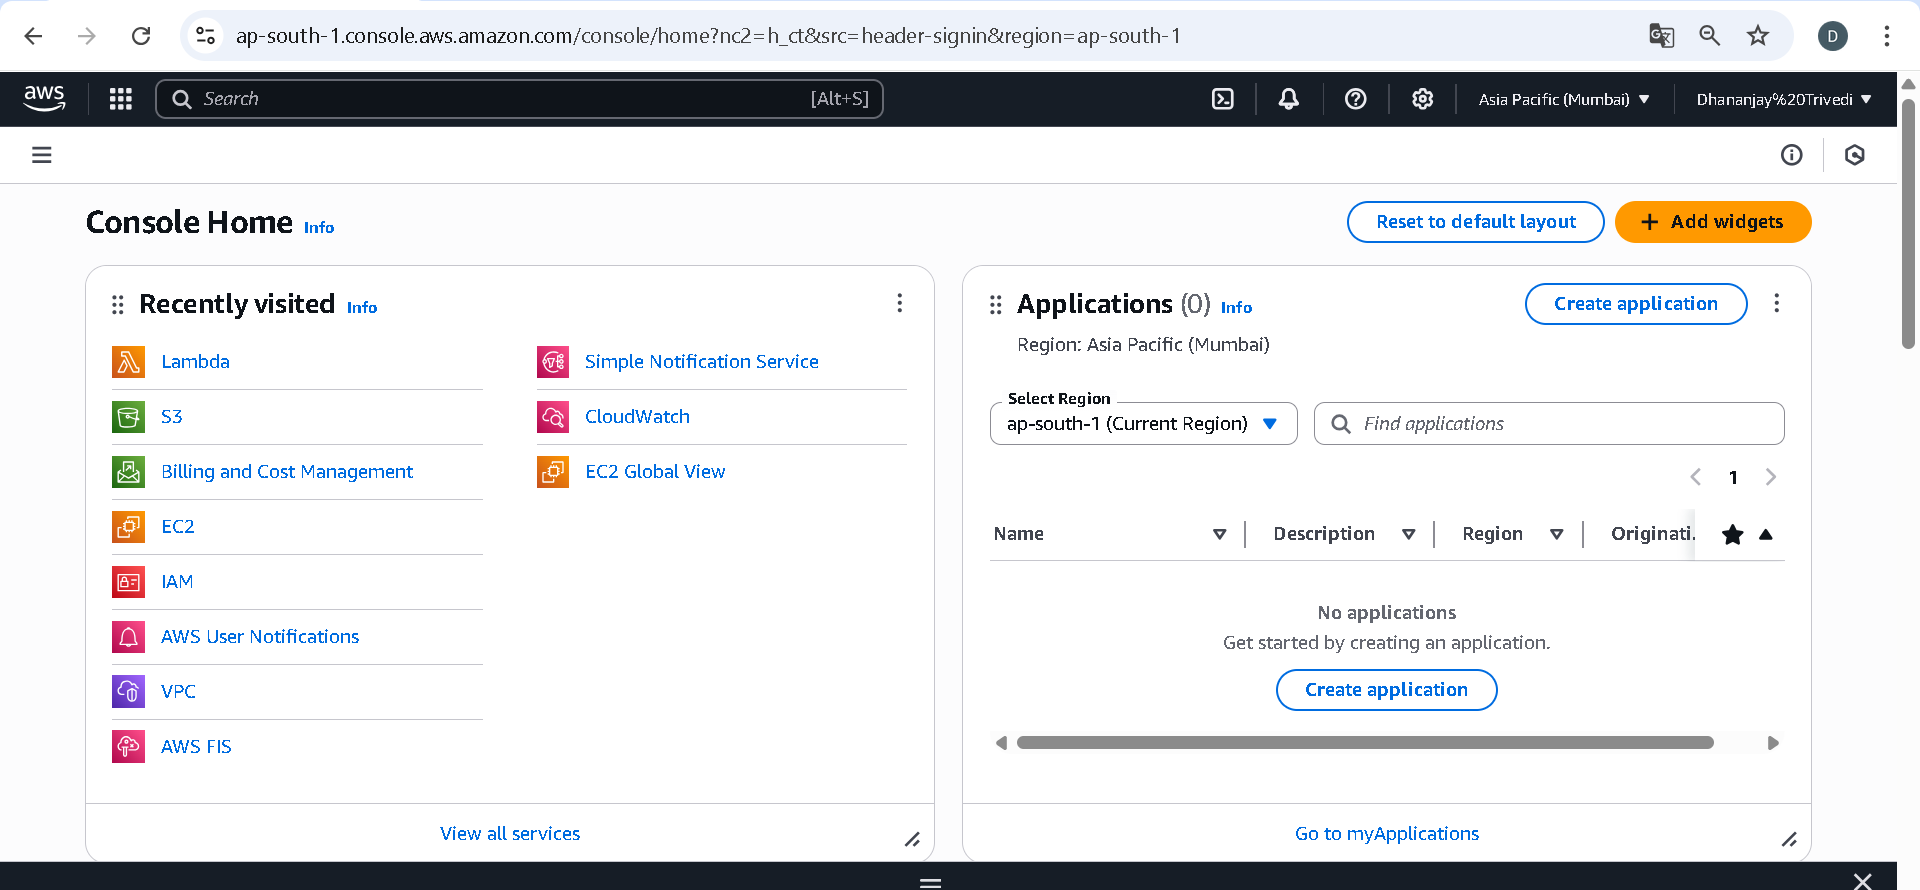 ap-south-1.console.aws.amazon.com/console/home?nc2=h_ct&src=header-signin&region=ap-south-1
D
aws
Search
[Alt+S]
Asia Pacific (Mumbai)
Dhananjay%20Trivedi
Console Home Info
Reset to default layout
+ Add widgets
Recently visited Info
Lambda
S3
Billing and Cost Management
EC2
IAM
AWS User Notifications
VPC
AWS FIS
Simple Notification Service
CloudWatch
EC2 Global View
View all services
Applications (0) Info
Create application
Region: Asia Pacific (Mumbai)
Select Region
ap-south-1 (Current Region)
Find applications
1
Name
Description
Region
Originati.
No applications
Get started by creating an application.
Create application
Go to myApplications